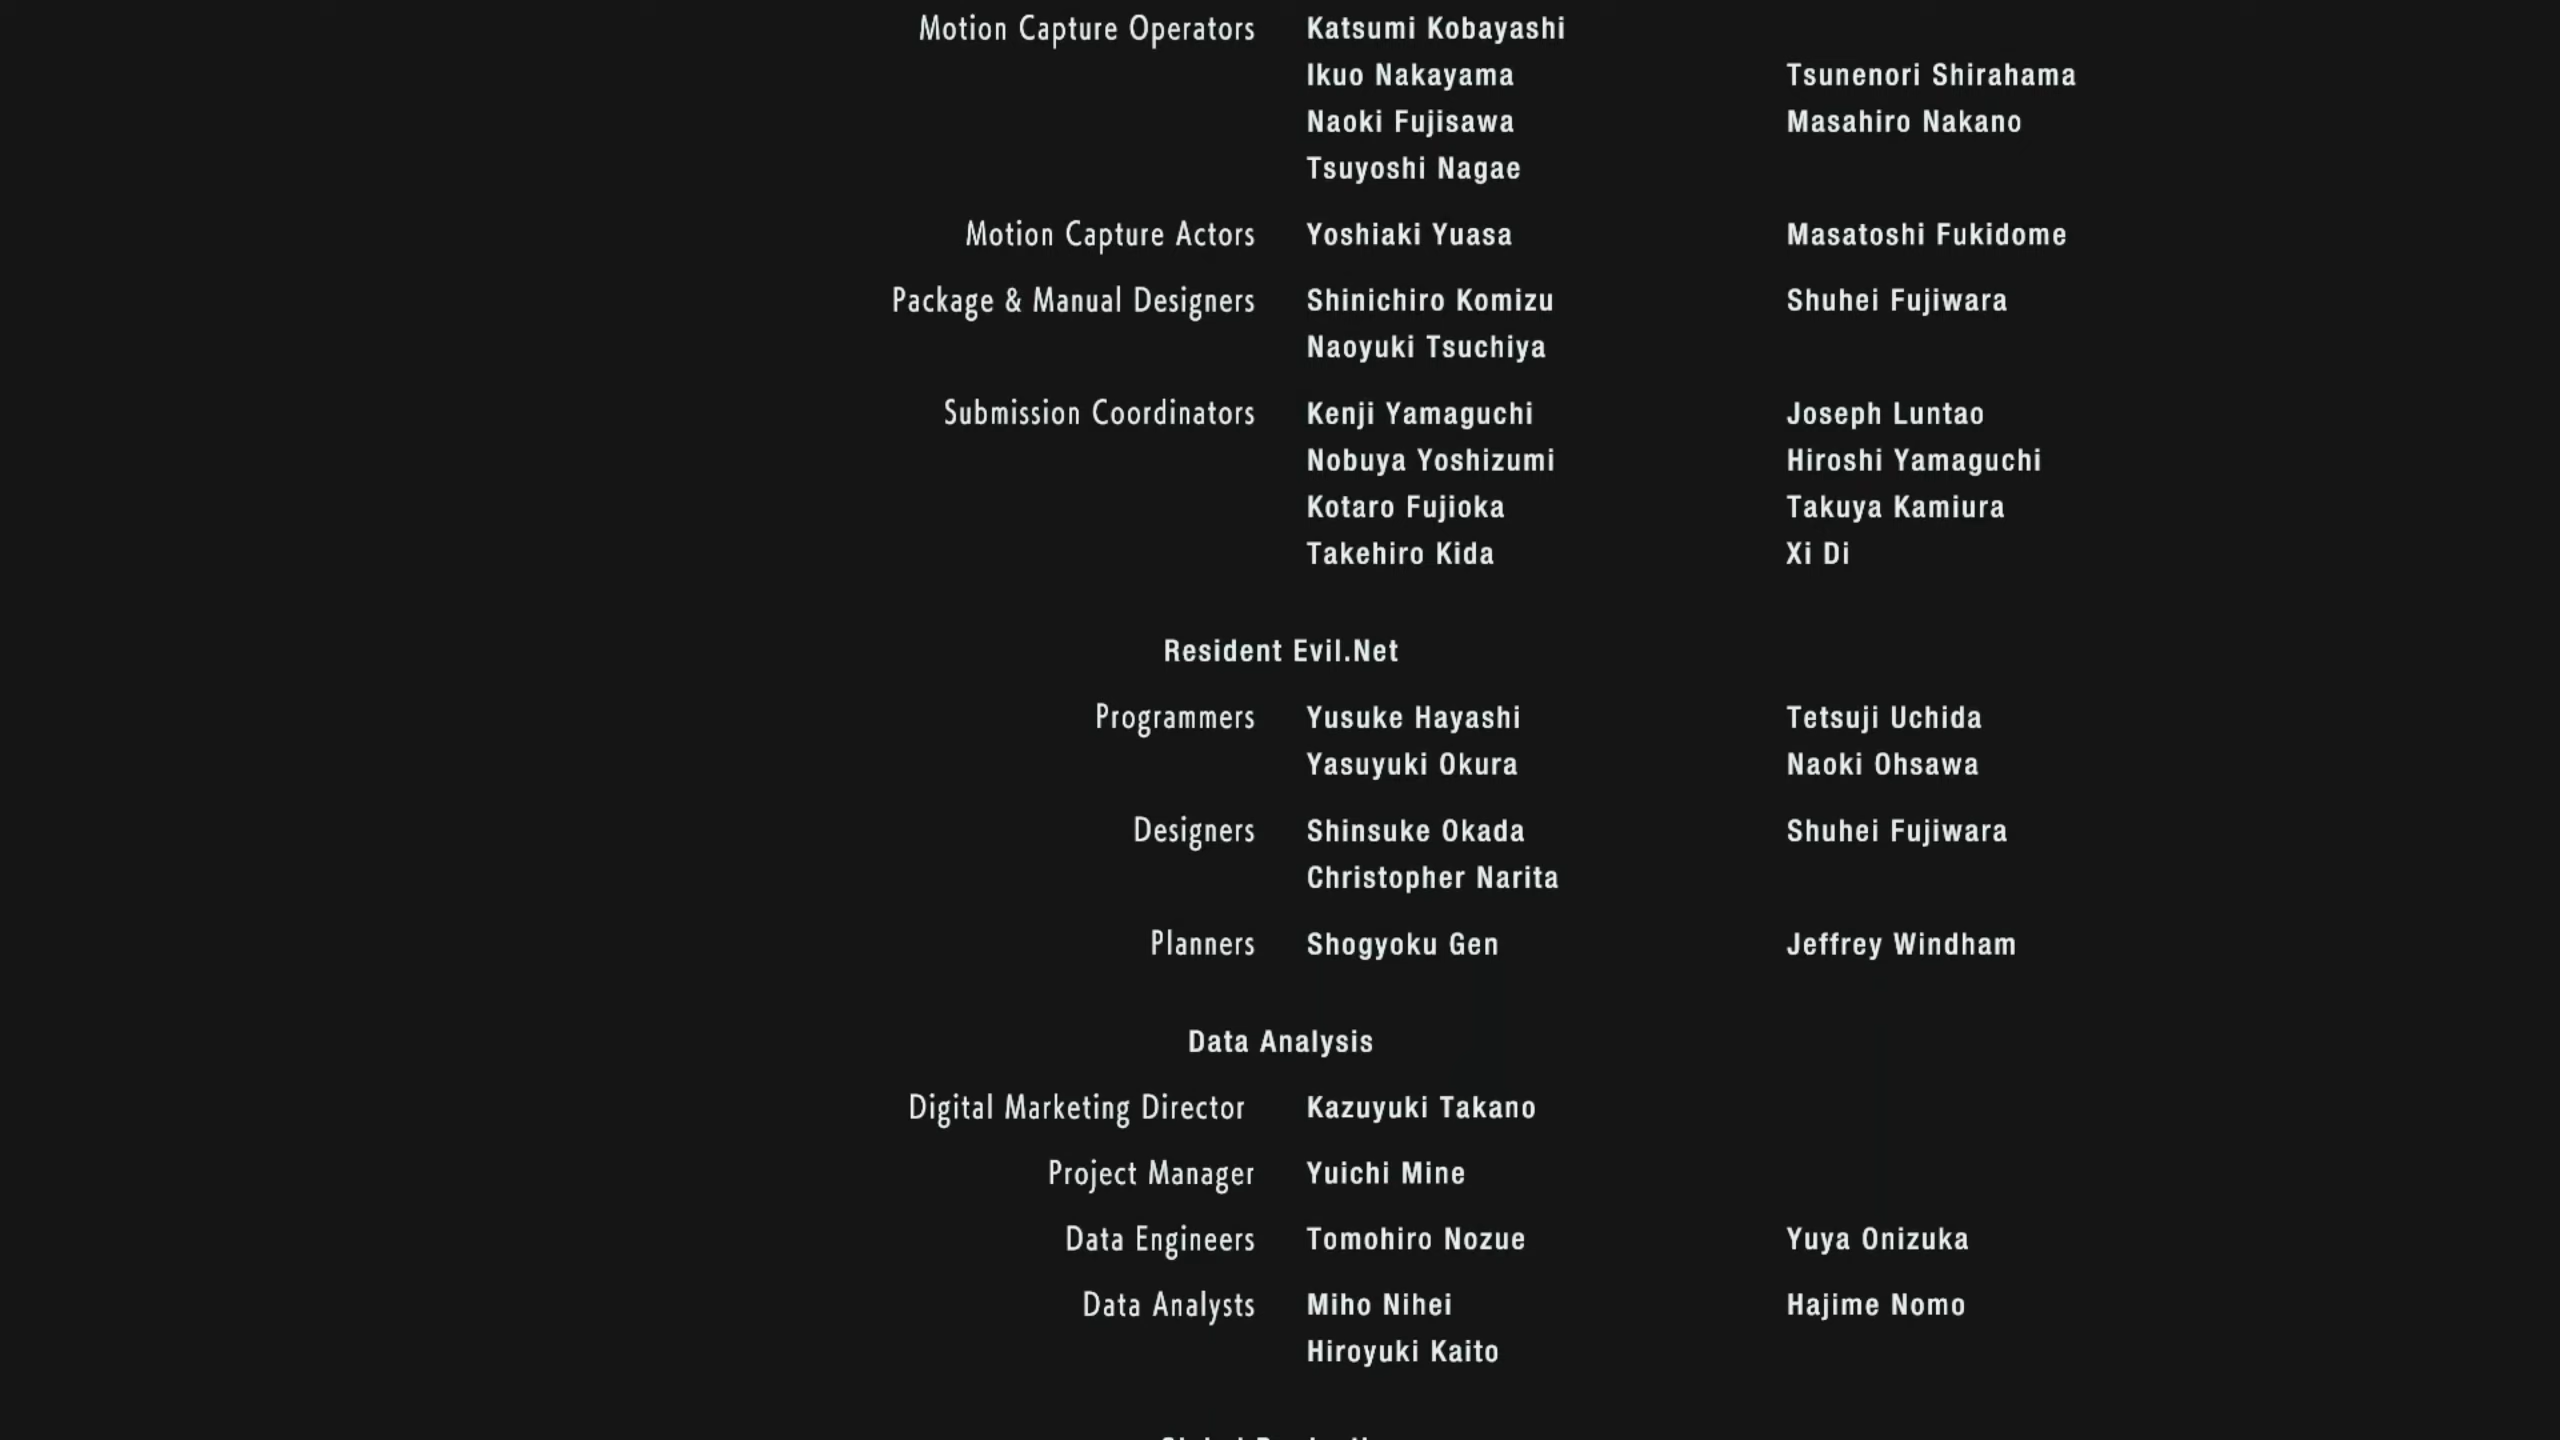 Motion Capture Operators Katsumi Kobayashi
Ikuo Nakayama Tsunenori Shirahama
Naoki Fujisawa Masahiro Nakano
Tsuyoshi Nagae
Motion Capture Actors Yoshiaki Yuasa Masatoshi Fukidome
Package & Manual Designers Shinichiro Komizu Shuhei Fujiwara
Naoyuki Tsuchiya
Submission Coordinators Kenji Yamaguchi Joseph Luntao
Nobuya Yoshizumi Hiroshi Yamaguchi
Kotaro Fujioka Takuya Kamiura
Takehiro Kida Xi Di
Resident Evil.Net
Programmers Yusuke Hayashi Tetsuji Uchida
Yasuyuki Okura Naoki Ohsawa
Designers Shinsuke Okada Shuhei Fujiwara
Christopher Narita
Planners Shogyoku Gen Jeffrey Windham
Data Analysis
Digital Marketing Director Kazuyuki Takano
Project Manager Yuichi Mine
Data Engineers Tomohiro Nozue Yuya Onizuka
Data Analysts Miho Nihei Hajime Nomo
Hiroyuki Kaito